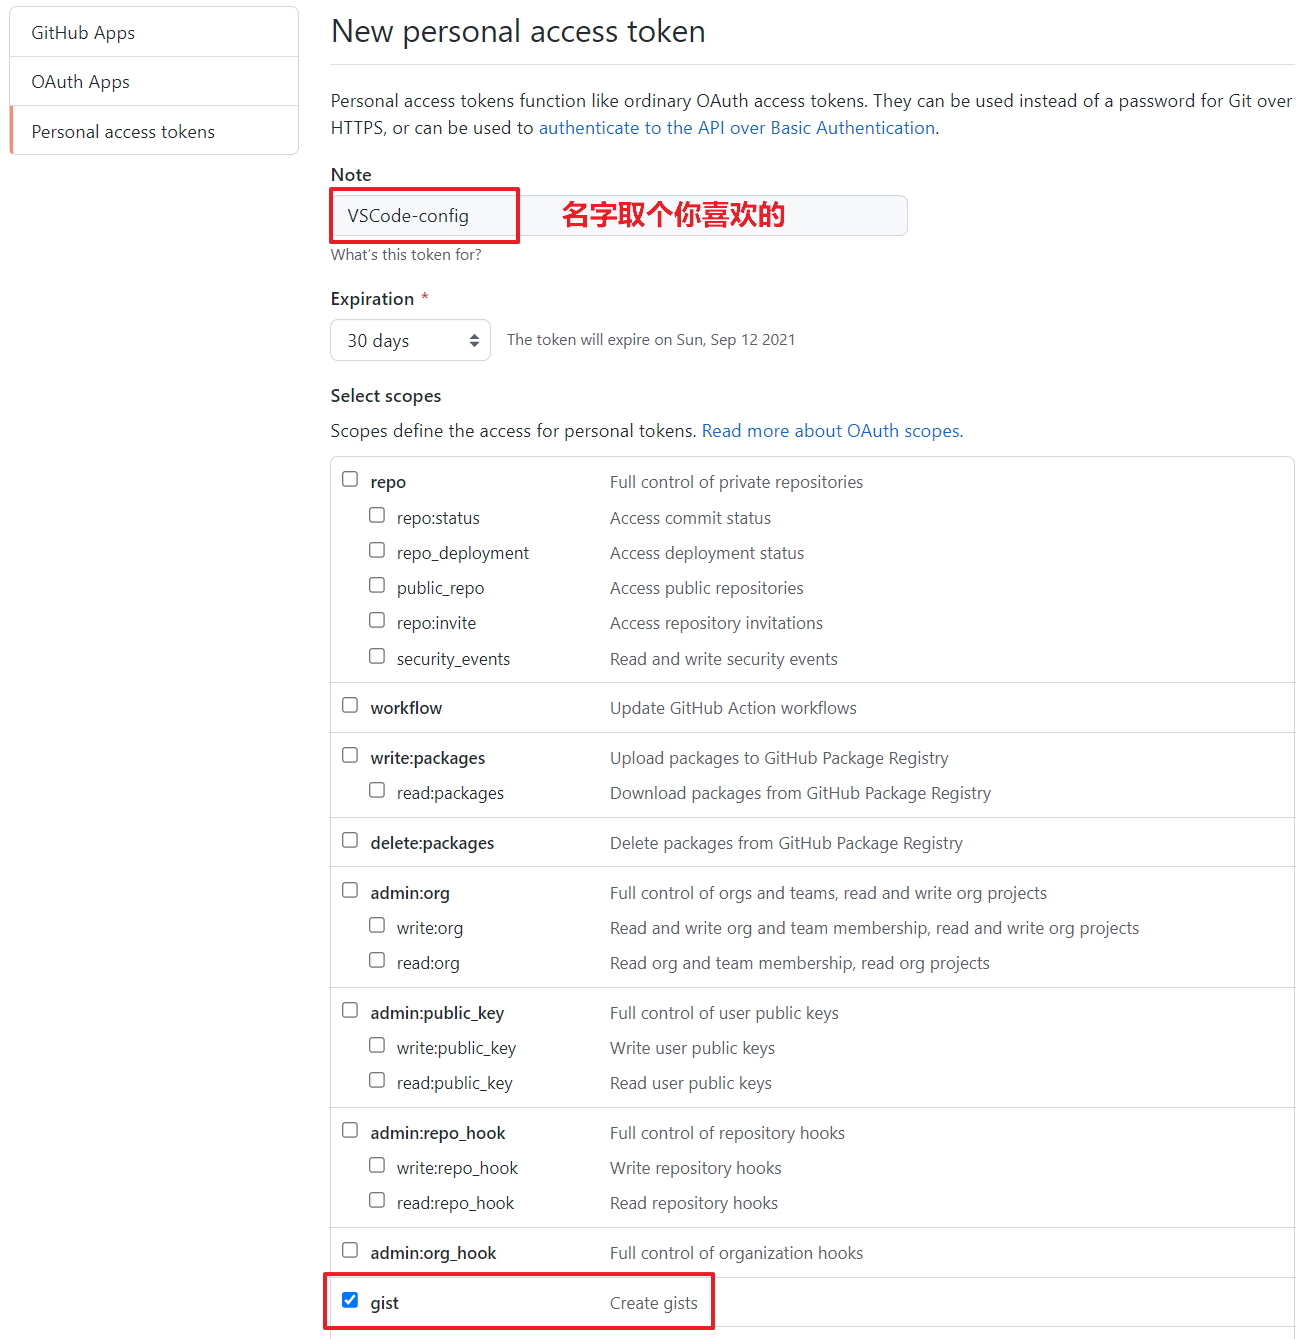 GitHub Apps
OAuth Apps
Personal access tokens
New personal access token
Personal access tokens function like ordinary OAuth access tokens. They can be used instead of a password for Git over
HTTPS, or can be used to authenticate to the API over Basic Authentication.
Note
VSCode-config 名字取个你喜欢的
What's this token for?
Expiration *
30 days The token will expire on Sun, Sep 12 2021
Select scopes
Scopes define the access for personal tokens. Read more about OAuth scopes.
repo Full control of private repositories
repo:status Access commit status
repo_deployment Access deployment status
public_repo Access public repositories
repo:invite Access repository invitations
security_events Read and write security events
workflow Update GitHub Action workflows
write:packages Upload packages to GitHub Package Registry
read:packages Download packages from GitHub Package Registry
delete:packages Delete packages from GitHub Package Registry
admin:org Full control of orgs and teams, read and write org projects
write:org Read and write org and team membership, read and write org projects
read:org Read org and team membership, read org projects
admin:public_key Full control of user public keys
write:public_key Write user public keys
read:public_key Read user public keys
admin:repo_hook Full control of repository hooks
write:repo_hook Write repository hooks
read:repo_hook Read repository hooks
admin:org_hook Full control of organization hooks
gist Create gists